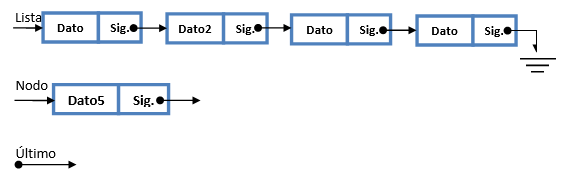 Lista
Dato Sig. Dato2 Sig. Dato Sig. Dato Sig.
Nodo
Dato5 Sig.
Último